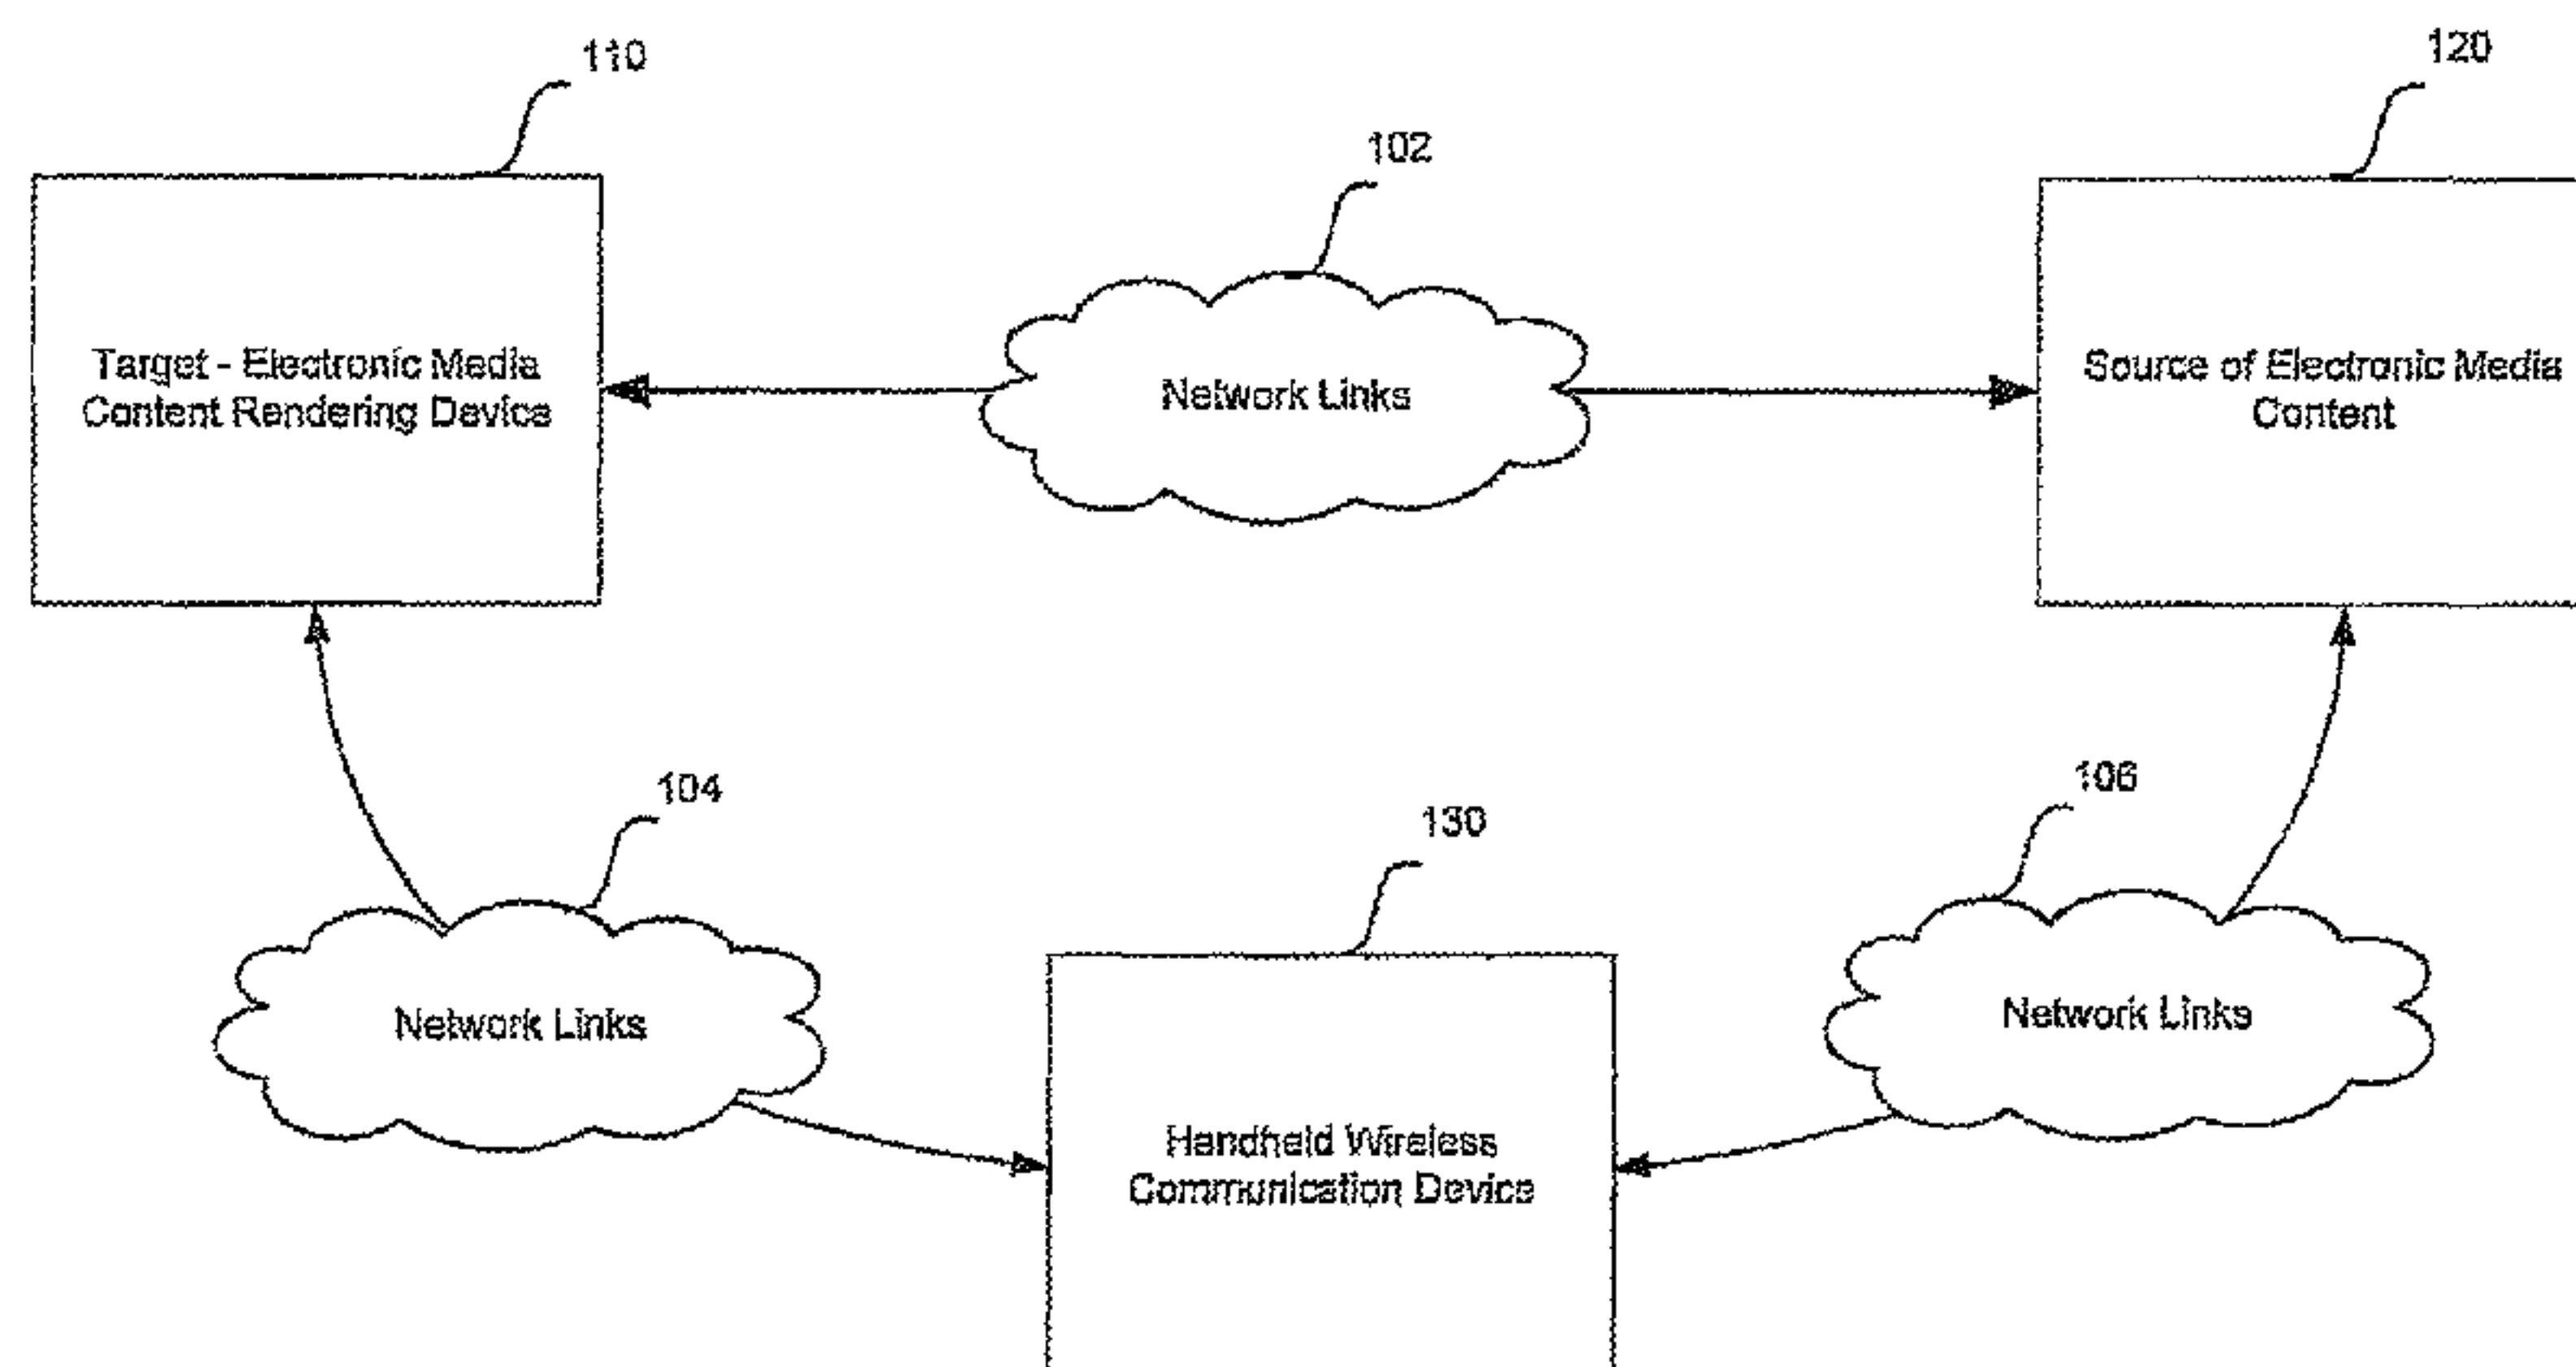 110
120
102
Target - Electronic Media
Content Rendering Device
Network Links
Source of Electronic Media
Content
104
106
130
Network Links
Network Links
Handheld Wireless
Communication Device